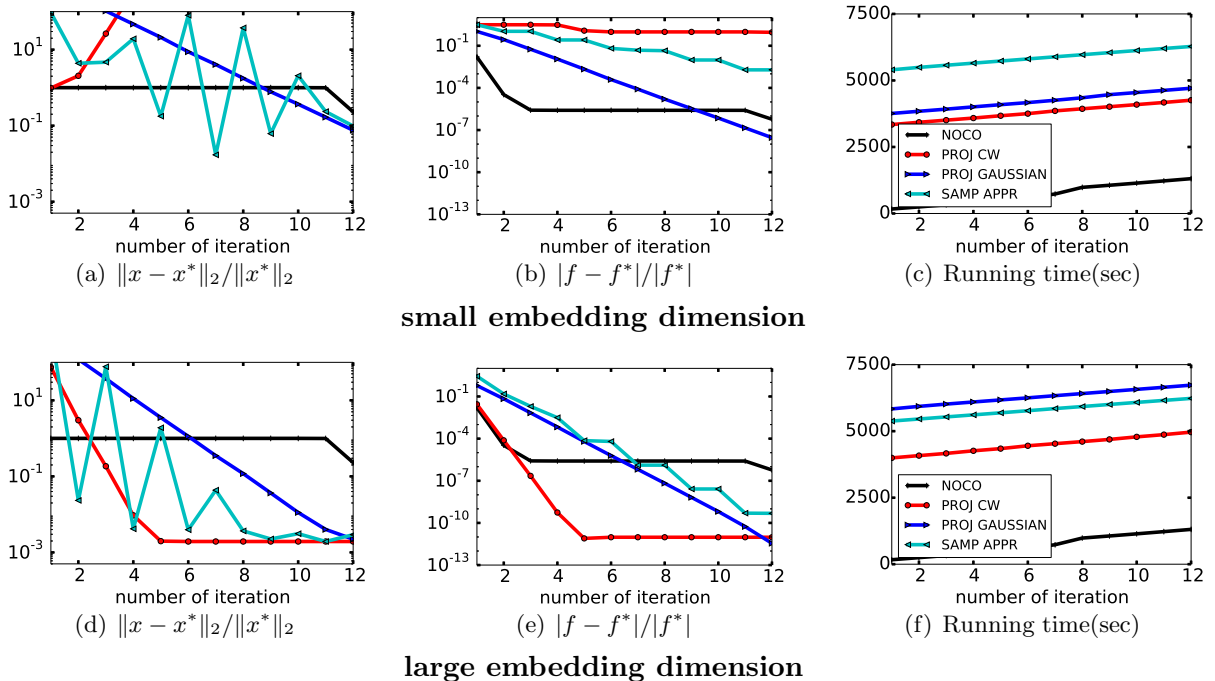 10^1
10^-1
10^-3
2 4 6 8 10 12
number of iteration
(a) ‖x − x*‖₂/‖x*‖₂
10^-1
10^-4
10^-7
10^-10
10^-13
2 4 6 8 10 12
number of iteration
(b) |f − f*|/|f*|
7500
5000
2500
0
NOCO
PROJ CW
PROJ GAUSSIAN
SAMP APPR
2 4 6 8 10 12
number of iteration
(c) Running time(sec)
small embedding dimension
10^1
10^-1
10^-3
2 4 6 8 10 12
number of iteration
(d) ‖x − x*‖₂/‖x*‖₂
10^-1
10^-4
10^-7
10^-10
10^-13
2 4 6 8 10 12
number of iteration
(e) |f − f*|/|f*|
7500
5000
2500
0
NOCO
PROJ CW
PROJ GAUSSIAN
SAMP APPR
2 4 6 8 10 12
number of iteration
(f) Running time(sec)
large embedding dimension